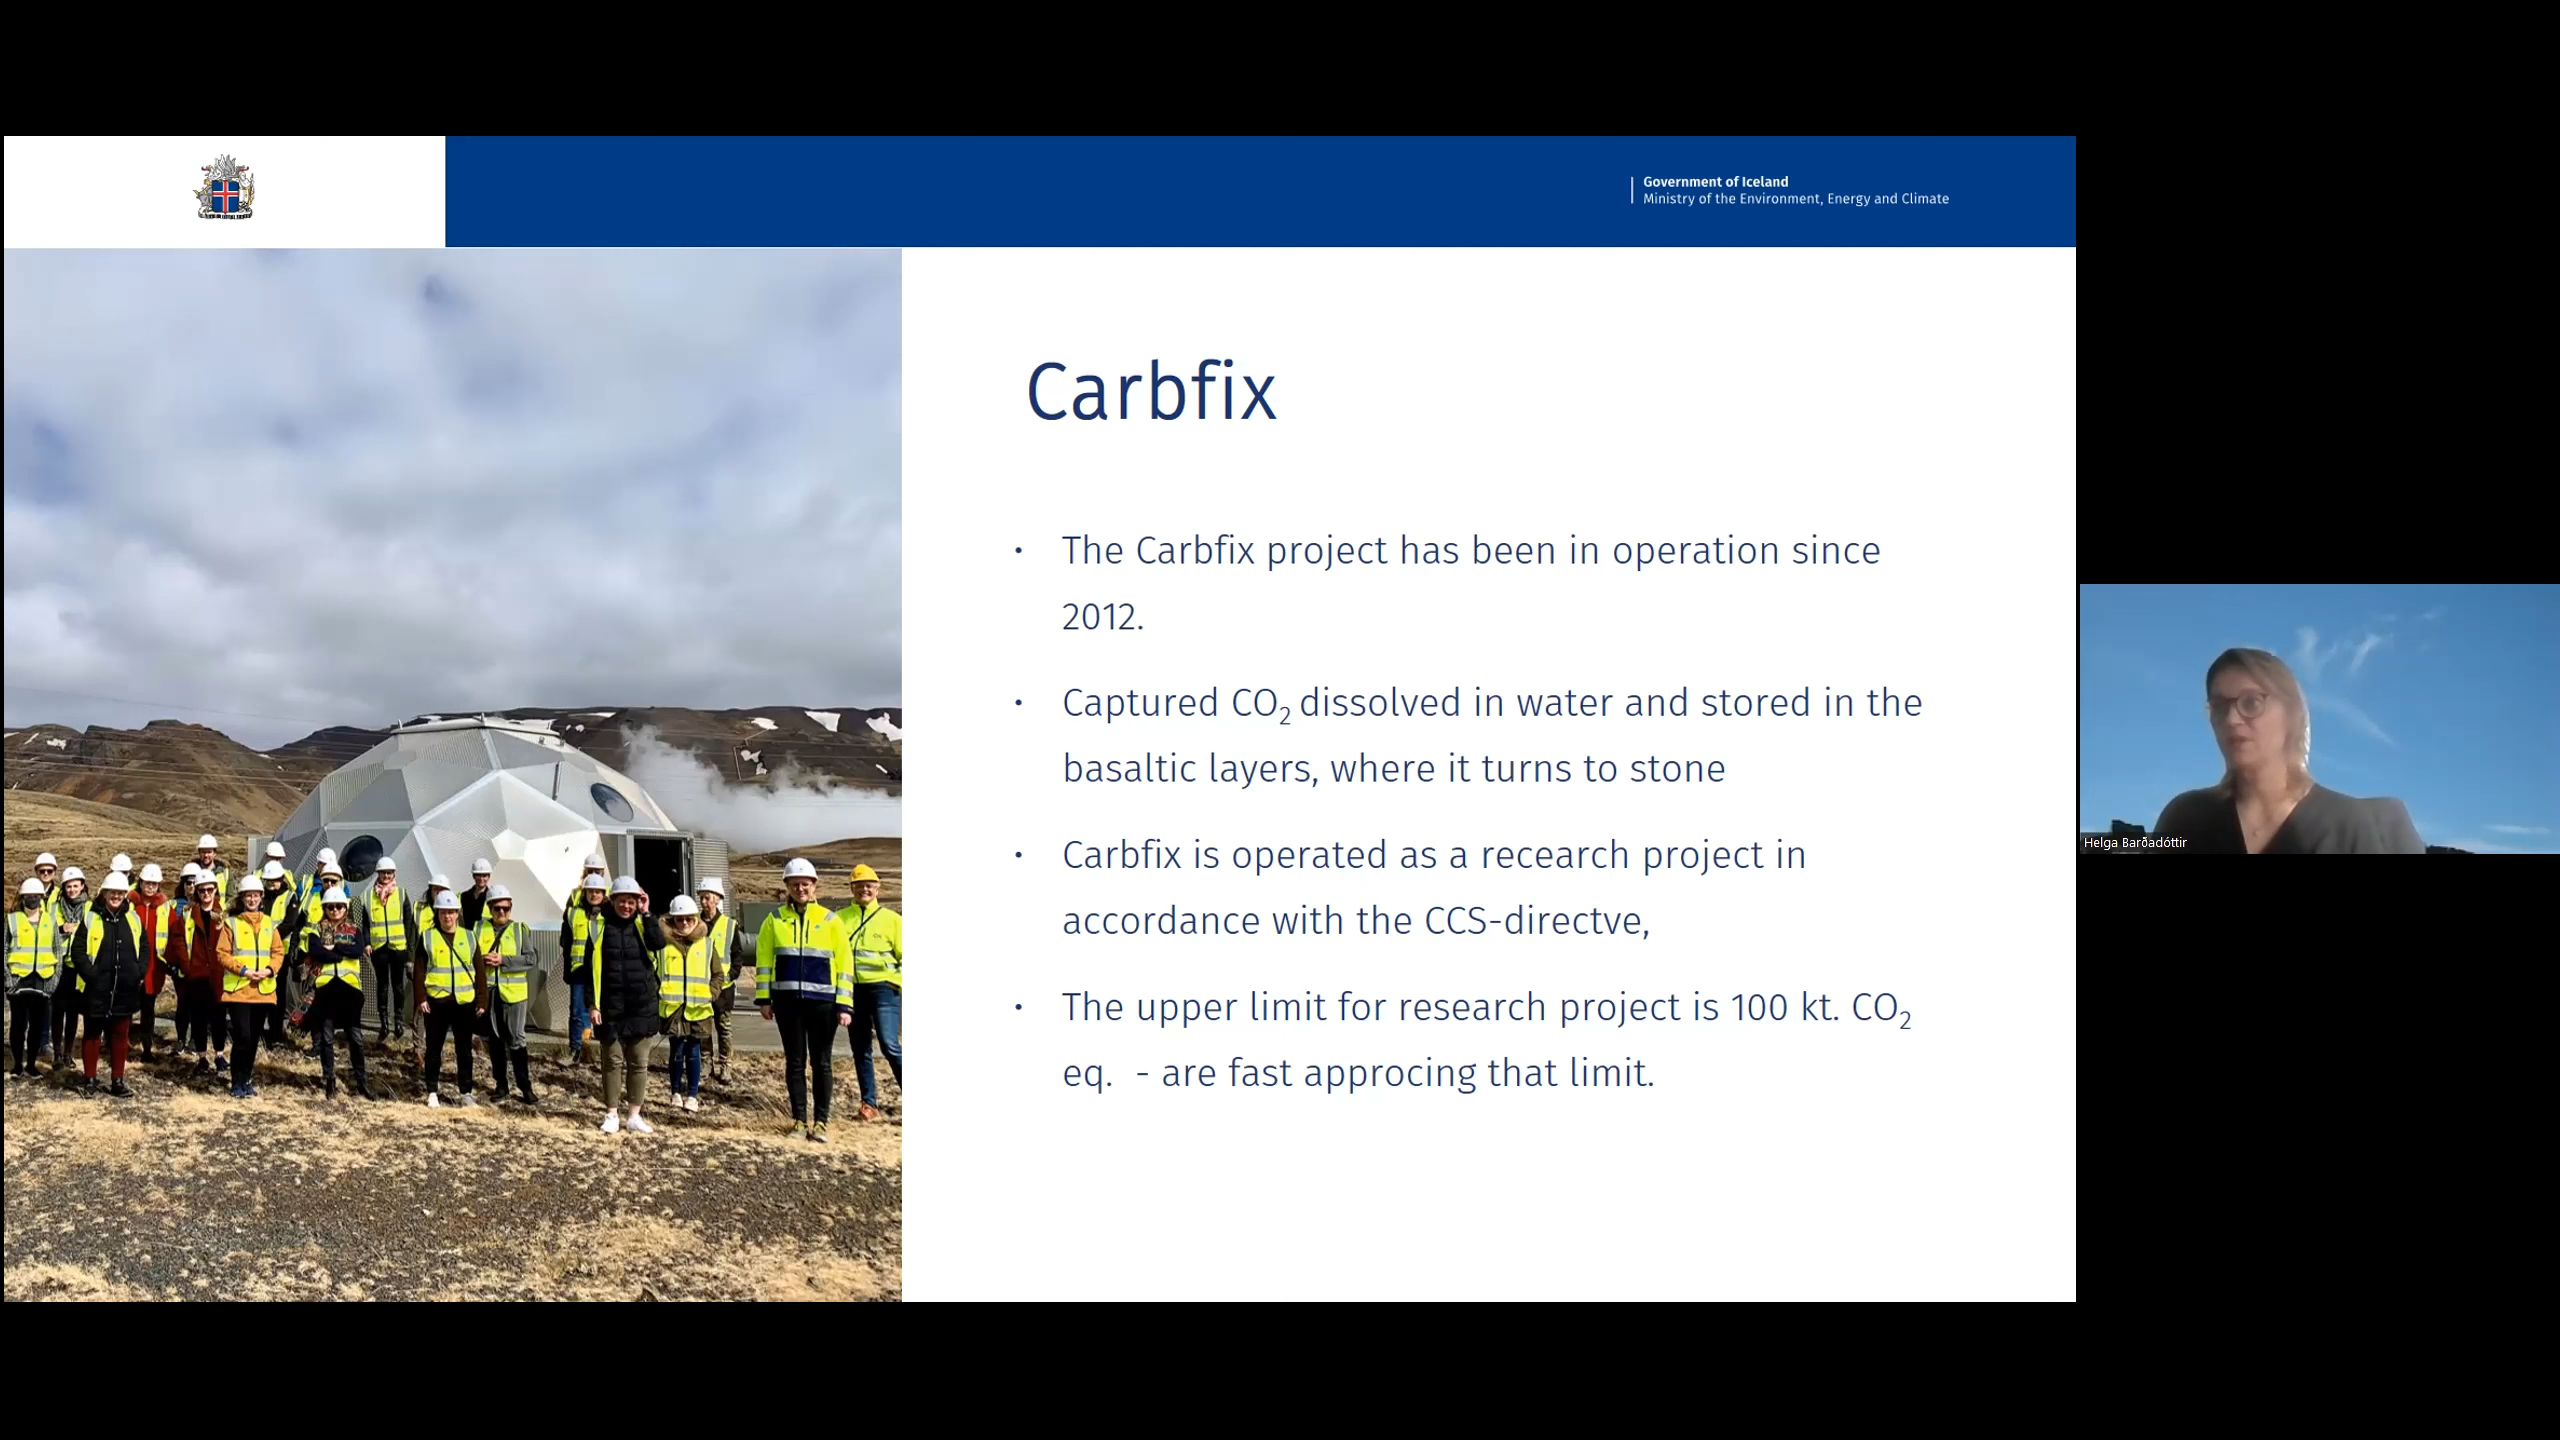 Government of Iceland
Ministry of the Environment, Energy and Climate
Carbfix
• The Carbfix project has been in operation since
2012.
• Captured CO₂ dissolved in water and stored in the
basaltic layers, where it turns to stone
• Carbfix is operated as a recearch project in
accordance with the CCS-directve,
• The upper limit for research project is 100 kt. CO₂
eq. - are fast approcing that limit.
Helga Barðadóttir